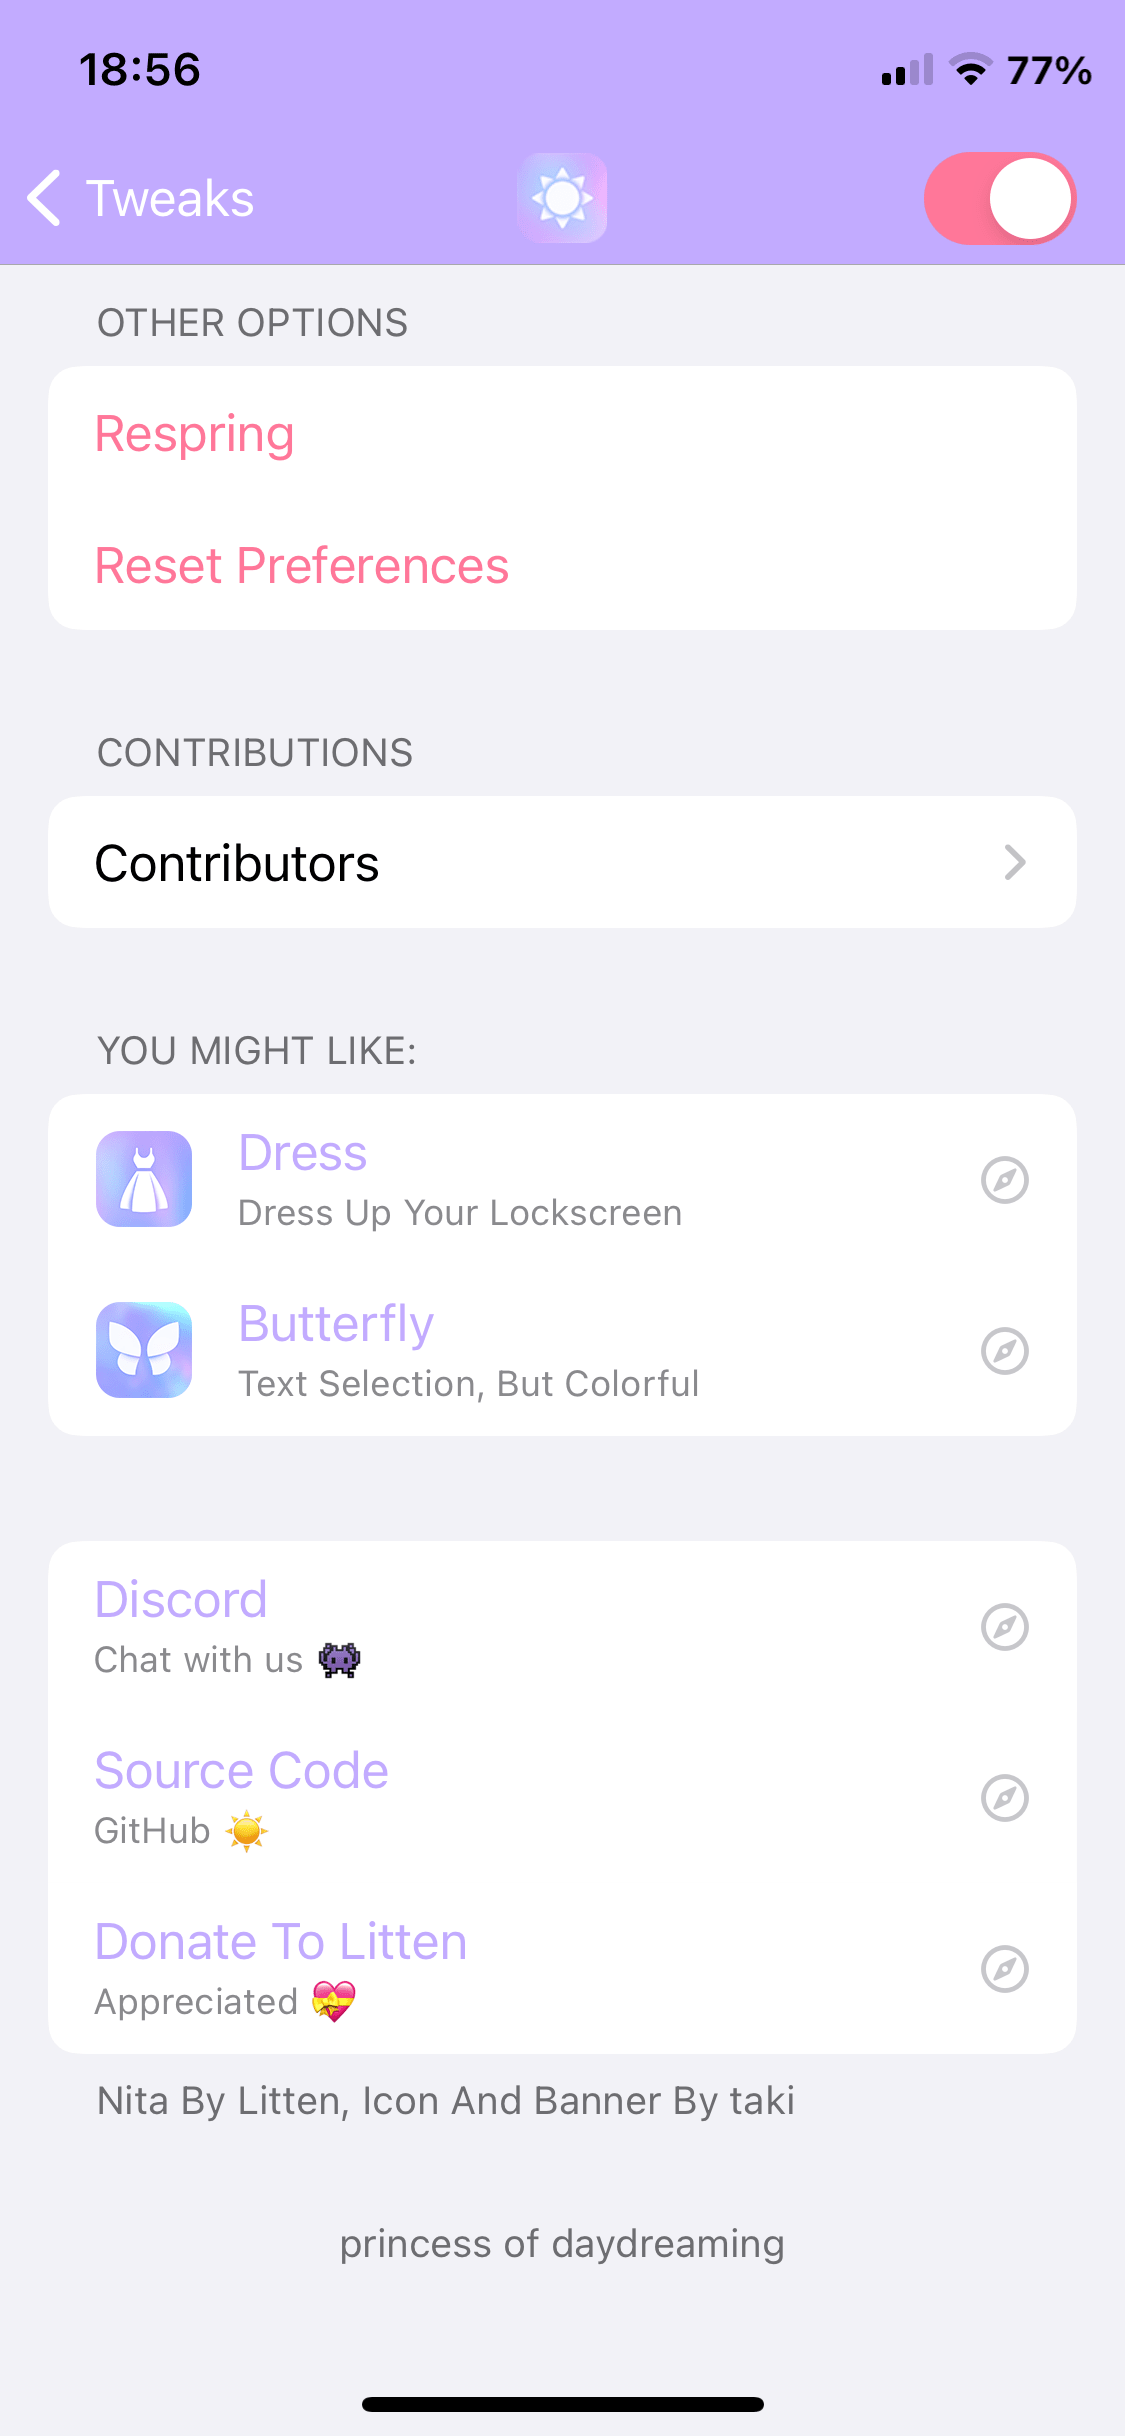 18:56
77%
Tweaks
OTHER OPTIONS
Respring
Reset Preferences
CONTRIBUTIONS
Contributors
YOU MIGHT LIKE:
Dress
Dress Up Your Lockscreen
Butterfly
Text Selection, But Colorful
Discord
Chat with us 👾
Source Code
GitHub ☀️
Donate To Litten
Appreciated 💝
Nita By Litten, Icon And Banner By taki
princess of daydreaming